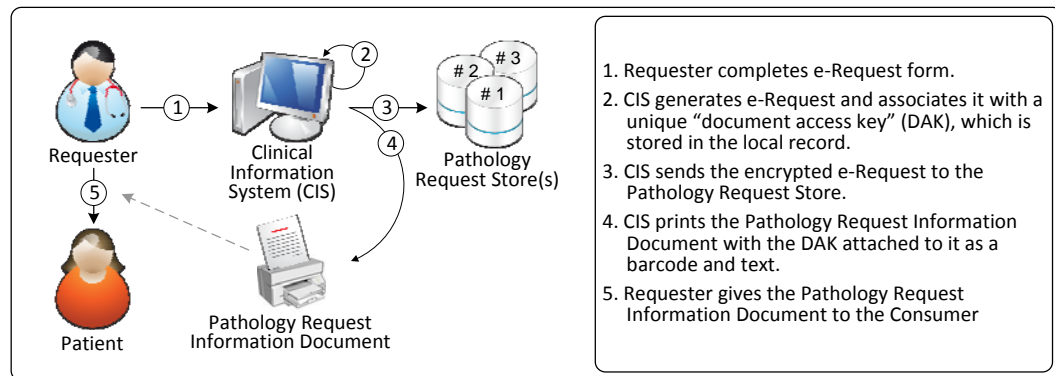 Requester
1
Clinical
Information
System (CIS)
2
3
# 2
# 3
# 1
Pathology
Request Store(s)
4
5
Patient
Pathology Request
Information Document
1. Requester completes e-Request form.
2. CIS generates e-Request and associates it with a
unique “document access key” (DAK), which is
stored in the local record.
3. CIS sends the encrypted e-Request to the
Pathology Request Store.
4. CIS prints the Pathology Request Information
Document with the DAK attached to it as a
barcode and text.
5. Requester gives the Pathology Request
Information Document to the Consumer